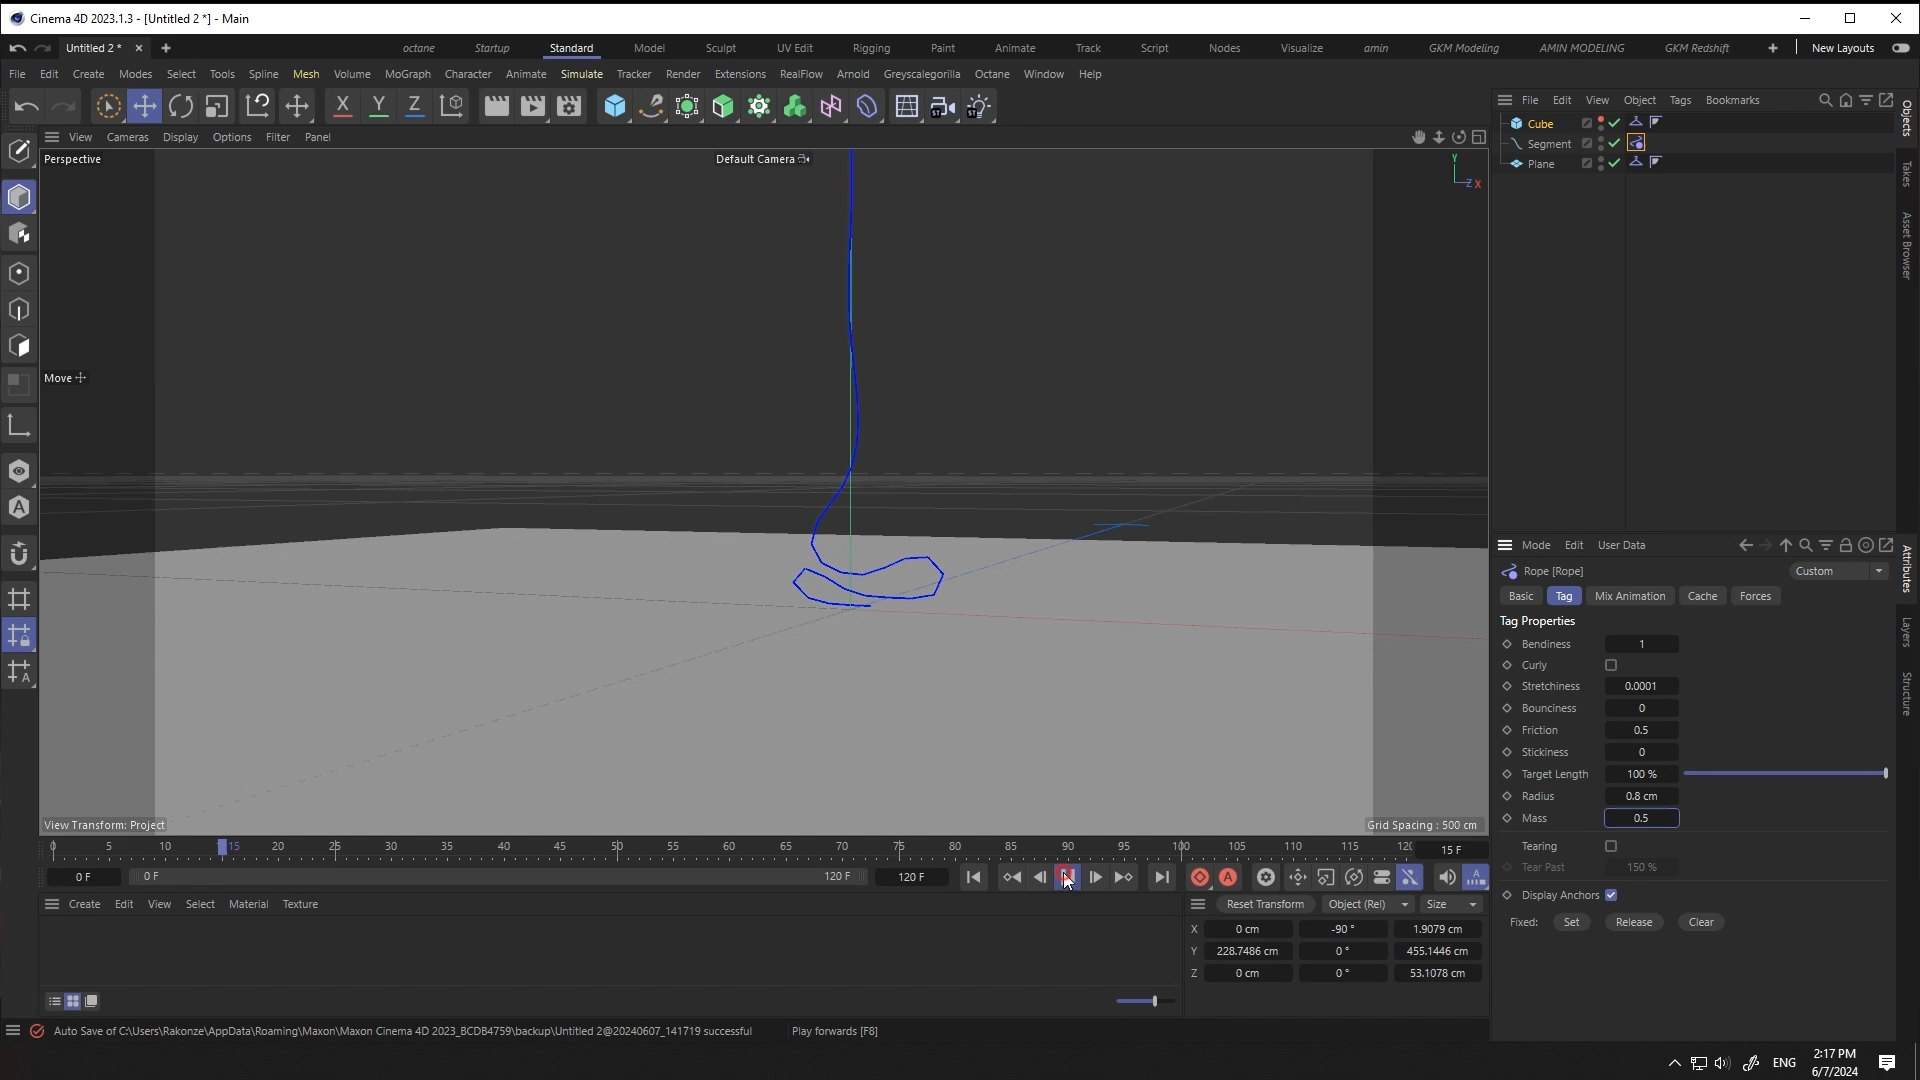 Cinema 4D 2023.1.3 - [Untitled 2 *] - Main
Untitled 2 *
octane Startup Standard Model Sculpt UV Edit Rigging Paint Animate Track Script Nodes Visualize amin GKM Modeling AMIN MODELING GKM Redshift New Layouts
File Edit Create Modes Select Tools Spline Mesh Volume MoGraph Character Animate Simulate Tracker Render Extensions RealFlow Arnold Greyscalegorilla Octane Window Help
X Y Z
File Edit View Object Tags Bookmarks
View Cameras Display Options Filter Panel
Perspective
Default Camera
Y
Z X
Move
Cube
Segment
Plane
Objects
Takes
Asset Browser
Mode Edit User Data
Rope [Rope]
Custom
Basic Tag Mix Animation Cache Forces
Tag Properties
Bendiness 1
Curly
Stretchiness 0.0001
Bounciness 0
Friction 0.5
Stickiness 0
Target Length 100 %
Radius 0.8 cm
Mass 0.5
Tearing
Tear Past 150 %
Display Anchors
Fixed: Set Release Clear
Attributes
Layers
Structure
View Transform: Project
Grid Spacing : 500 cm
0 5 10 15 20 25 30 35 40 45 50 55 60 65 70 75 80 85 90 95 100 105 110 115 15 F
0 F 0 F 120 F 120 F
Create Edit View Select Material Texture
Reset Transform Object (Rel) Size
X 0 cm -90 ° 1.9079 cm
Y 228.7486 cm 0 ° 455.1446 cm
Z 0 cm 0 ° 53.1078 cm
Auto Save of C:\Users\Rakonze\AppData\Roaming\Maxon\Maxon Cinema 4D 2023_BCDB4759\backup\Untitled 2@20240607_141719 successful
Play forwards [F8]
ENG
2:17 PM
6/7/2024